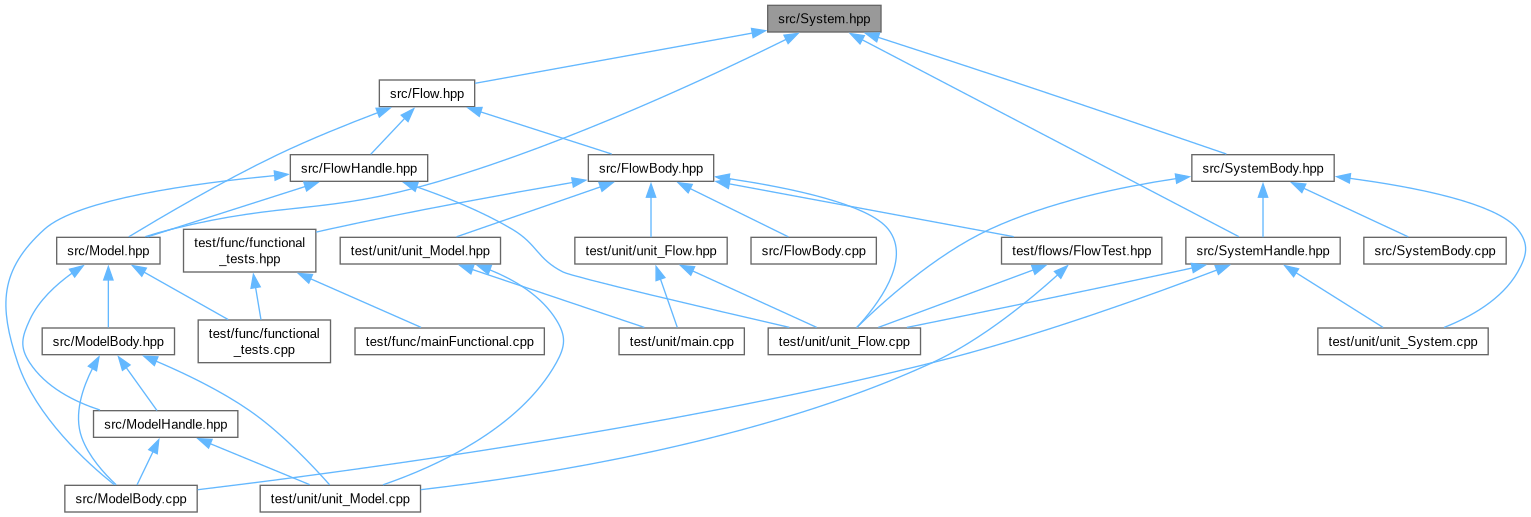 src/System.hpp
src/Flow.hpp
src/FlowHandle.hpp
src/FlowBody.hpp
src/SystemBody.hpp
src/Model.hpp
test/func/functional
_tests.hpp
test/unit/unit_Model.hpp
test/unit/unit_Flow.hpp
src/FlowBody.cpp
test/flows/FlowTest.hpp
src/SystemHandle.hpp
src/SystemBody.cpp
src/ModelBody.hpp
test/func/functional
_tests.cpp
test/func/mainFunctional.cpp
test/unit/main.cpp
test/unit/unit_Flow.cpp
test/unit/unit_System.cpp
src/ModelHandle.hpp
src/ModelBody.cpp
test/unit/unit_Model.cpp